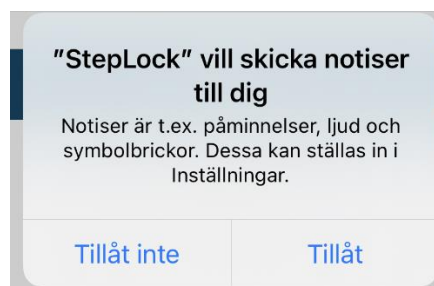 ”StepLock” vill skicka notiser
till dig
Notiser är t.ex. påminnelser, ljud och
symbolbrickor. Dessa kan ställas in i
Inställningar.
Tillåt inte
Tillåt